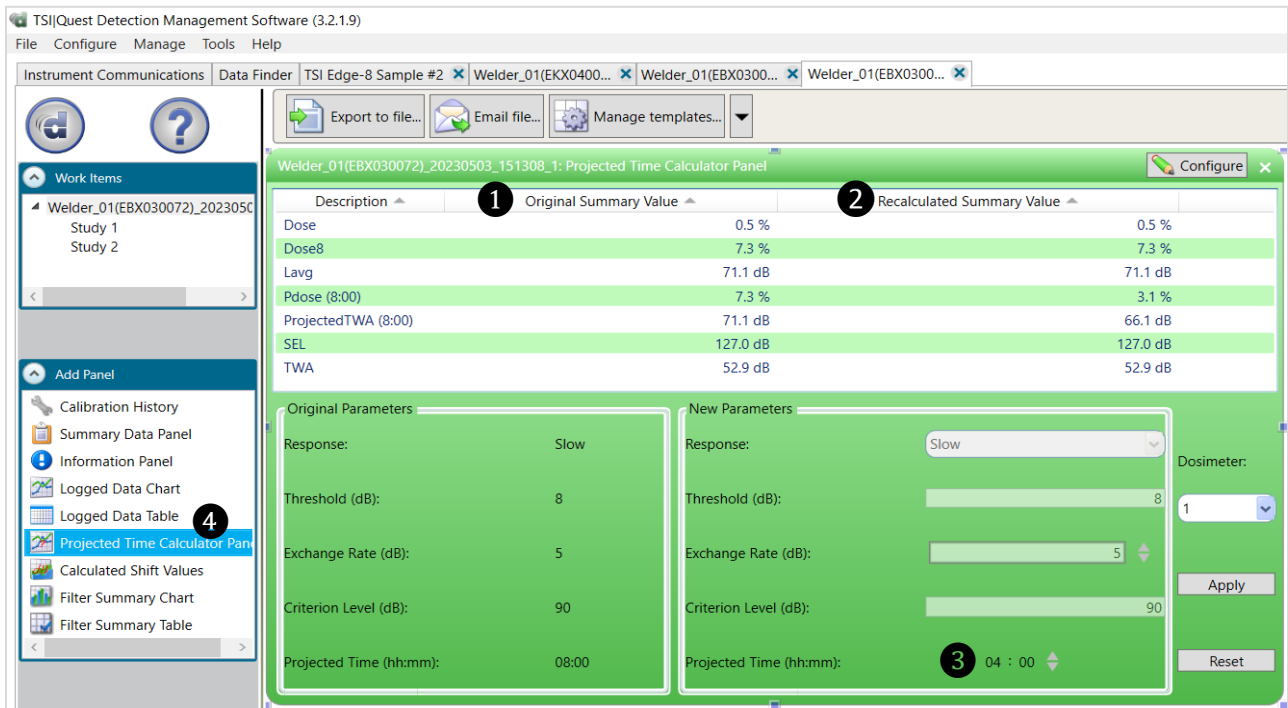 TSI|Quest Detection Management Software (3.2.1.9)
File Configure Manage Tools Help
Instrument Communications Data Finder TSI Edge-8 Sample #2 Welder_01(EKX0400... Welder_01(EBX0300... Welder_01(EBX0300...
Export to file... Email file... Manage templates...
Work Items
Welder_01(EBX030072)_202305C
Study 1
Study 2
Add Panel
Calibration History
Summary Data Panel
Information Panel
Logged Data Chart
Logged Data Table
4
Projected Time Calculator Pane
Calculated Shift Values
Filter Summary Chart
Filter Summary Table
Welder_01(EBX030072)_20230503_151308_1: Projected Time Calculator Panel Configure
Description 1 Original Summary Value 2 Recalculated Summary Value
Dose 0.5 % 0.5 %
Dose8 7.3 % 7.3 %
Lavg 71.1 dB 71.1 dB
Pdose (8:00) 7.3 % 3.1 %
ProjectedTWA (8:00) 71.1 dB 66.1 dB
SEL 127.0 dB 127.0 dB
TWA 52.9 dB 52.9 dB
Original Parameters
Response: Slow
Threshold (dB): 8
Exchange Rate (dB): 5
Criterion Level (dB): 90
Projected Time (hh:mm): 08:00
New Parameters
Response: Slow
Threshold (dB): 8
Exchange Rate (dB): 5
Criterion Level (dB): 90
Projected Time (hh:mm): 3 04 : 00
Dosimeter:
1
Apply
Reset